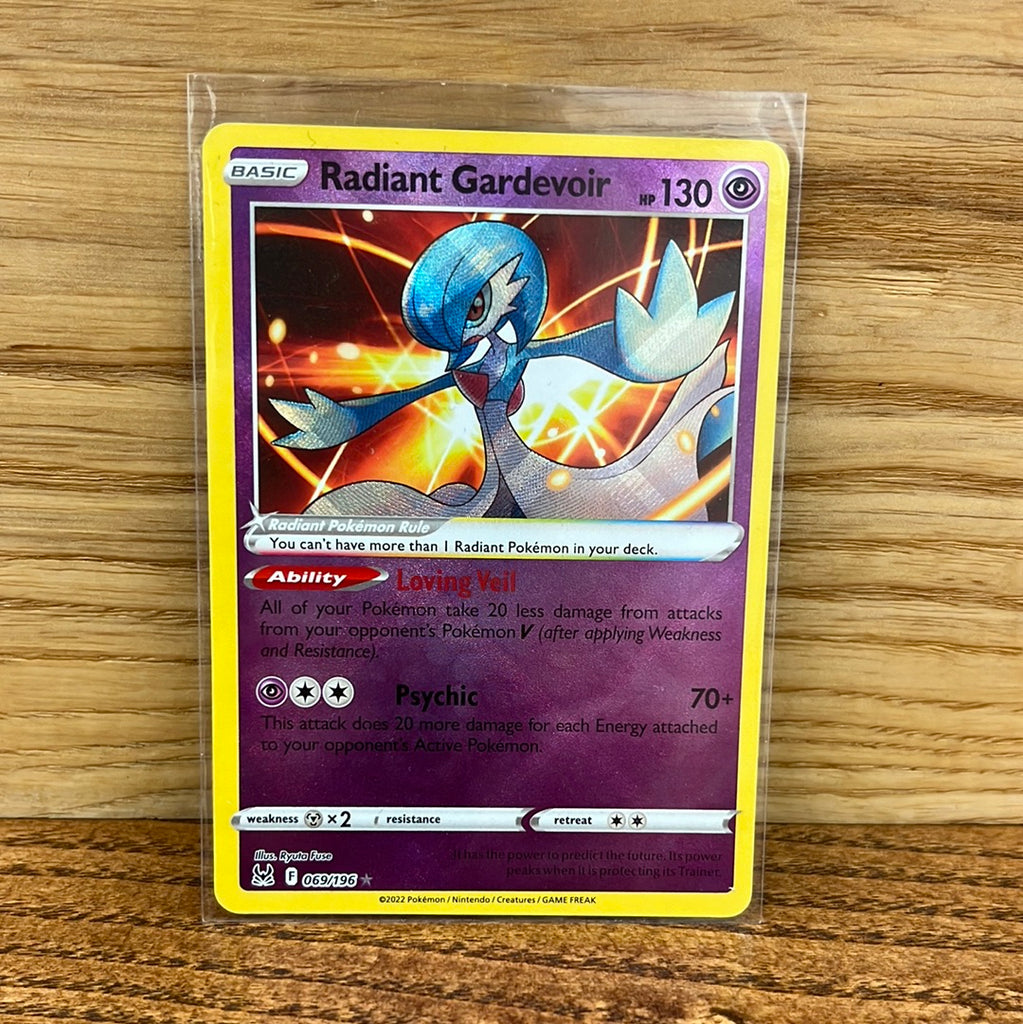 BASIC Radiant Gardevoir HP 130
Radiant Pokémon Rule
You can't have more than 1 Radiant Pokémon in your deck.
Ability Loving Veil
All of your Pokémon take 20 less damage from attacks
from your opponent's Pokémon V (after applying Weakness
and Resistance).
Psychic 70+
This attack does 20 more damage for each Energy attached
to your opponent's Active Pokémon.
weakness ×2 resistance retreat
Illus. Ryuta Fuse
It has the power to predict the future. Its power
peaks when it is protecting its Trainer.
F 069/196
©2022 Pokémon / Nintendo / Creatures / GAME FREAK